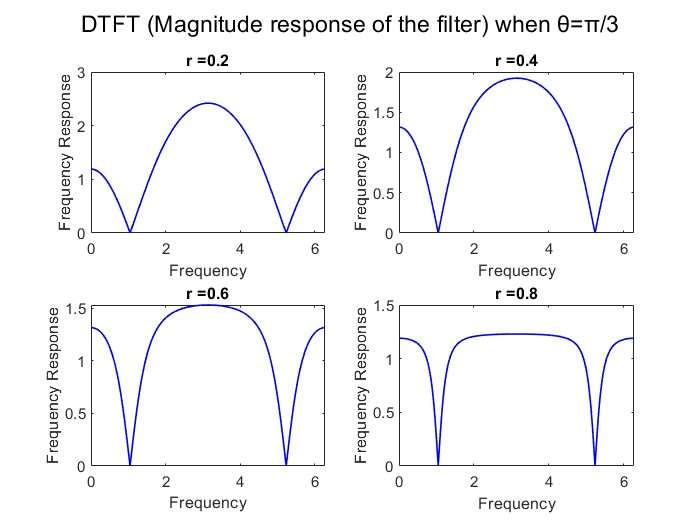 DTFT (Magnitude response of the filter) when θ=π/3
r =0.2
Frequency Response
3
2
1
0
0 2 4 6
Frequency
r =0.4
Frequency Response
2
1.5
1
0.5
0
0 2 4 6
Frequency
r =0.6
Frequency Response
1.5
1
0.5
0
0 2 4 6
Frequency
r =0.8
Frequency Response
1.5
1
0.5
0
0 2 4 6
Frequency